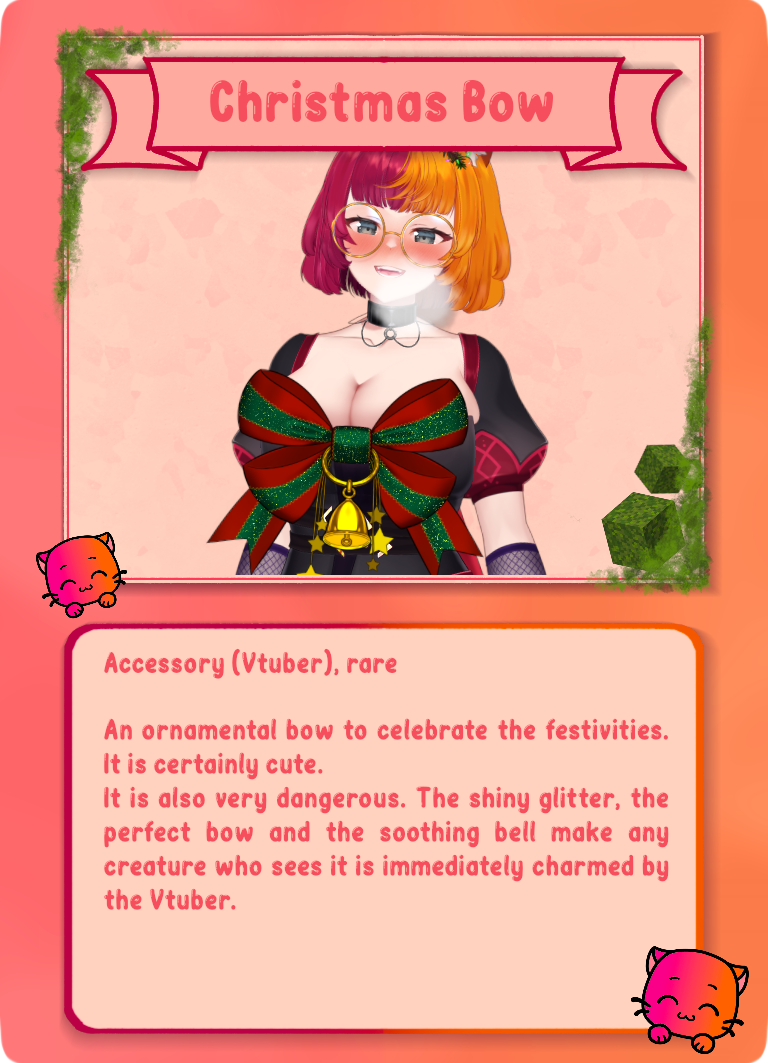 Christmas Bow
Accessory (Vtuber), rare
An ornamental bow to celebrate the festivities.
It is certainly cute.
It is also very dangerous. The shiny glitter, the
perfect bow and the soothing bell make any
creature who sees it is immediately charmed by
the Vtuber.